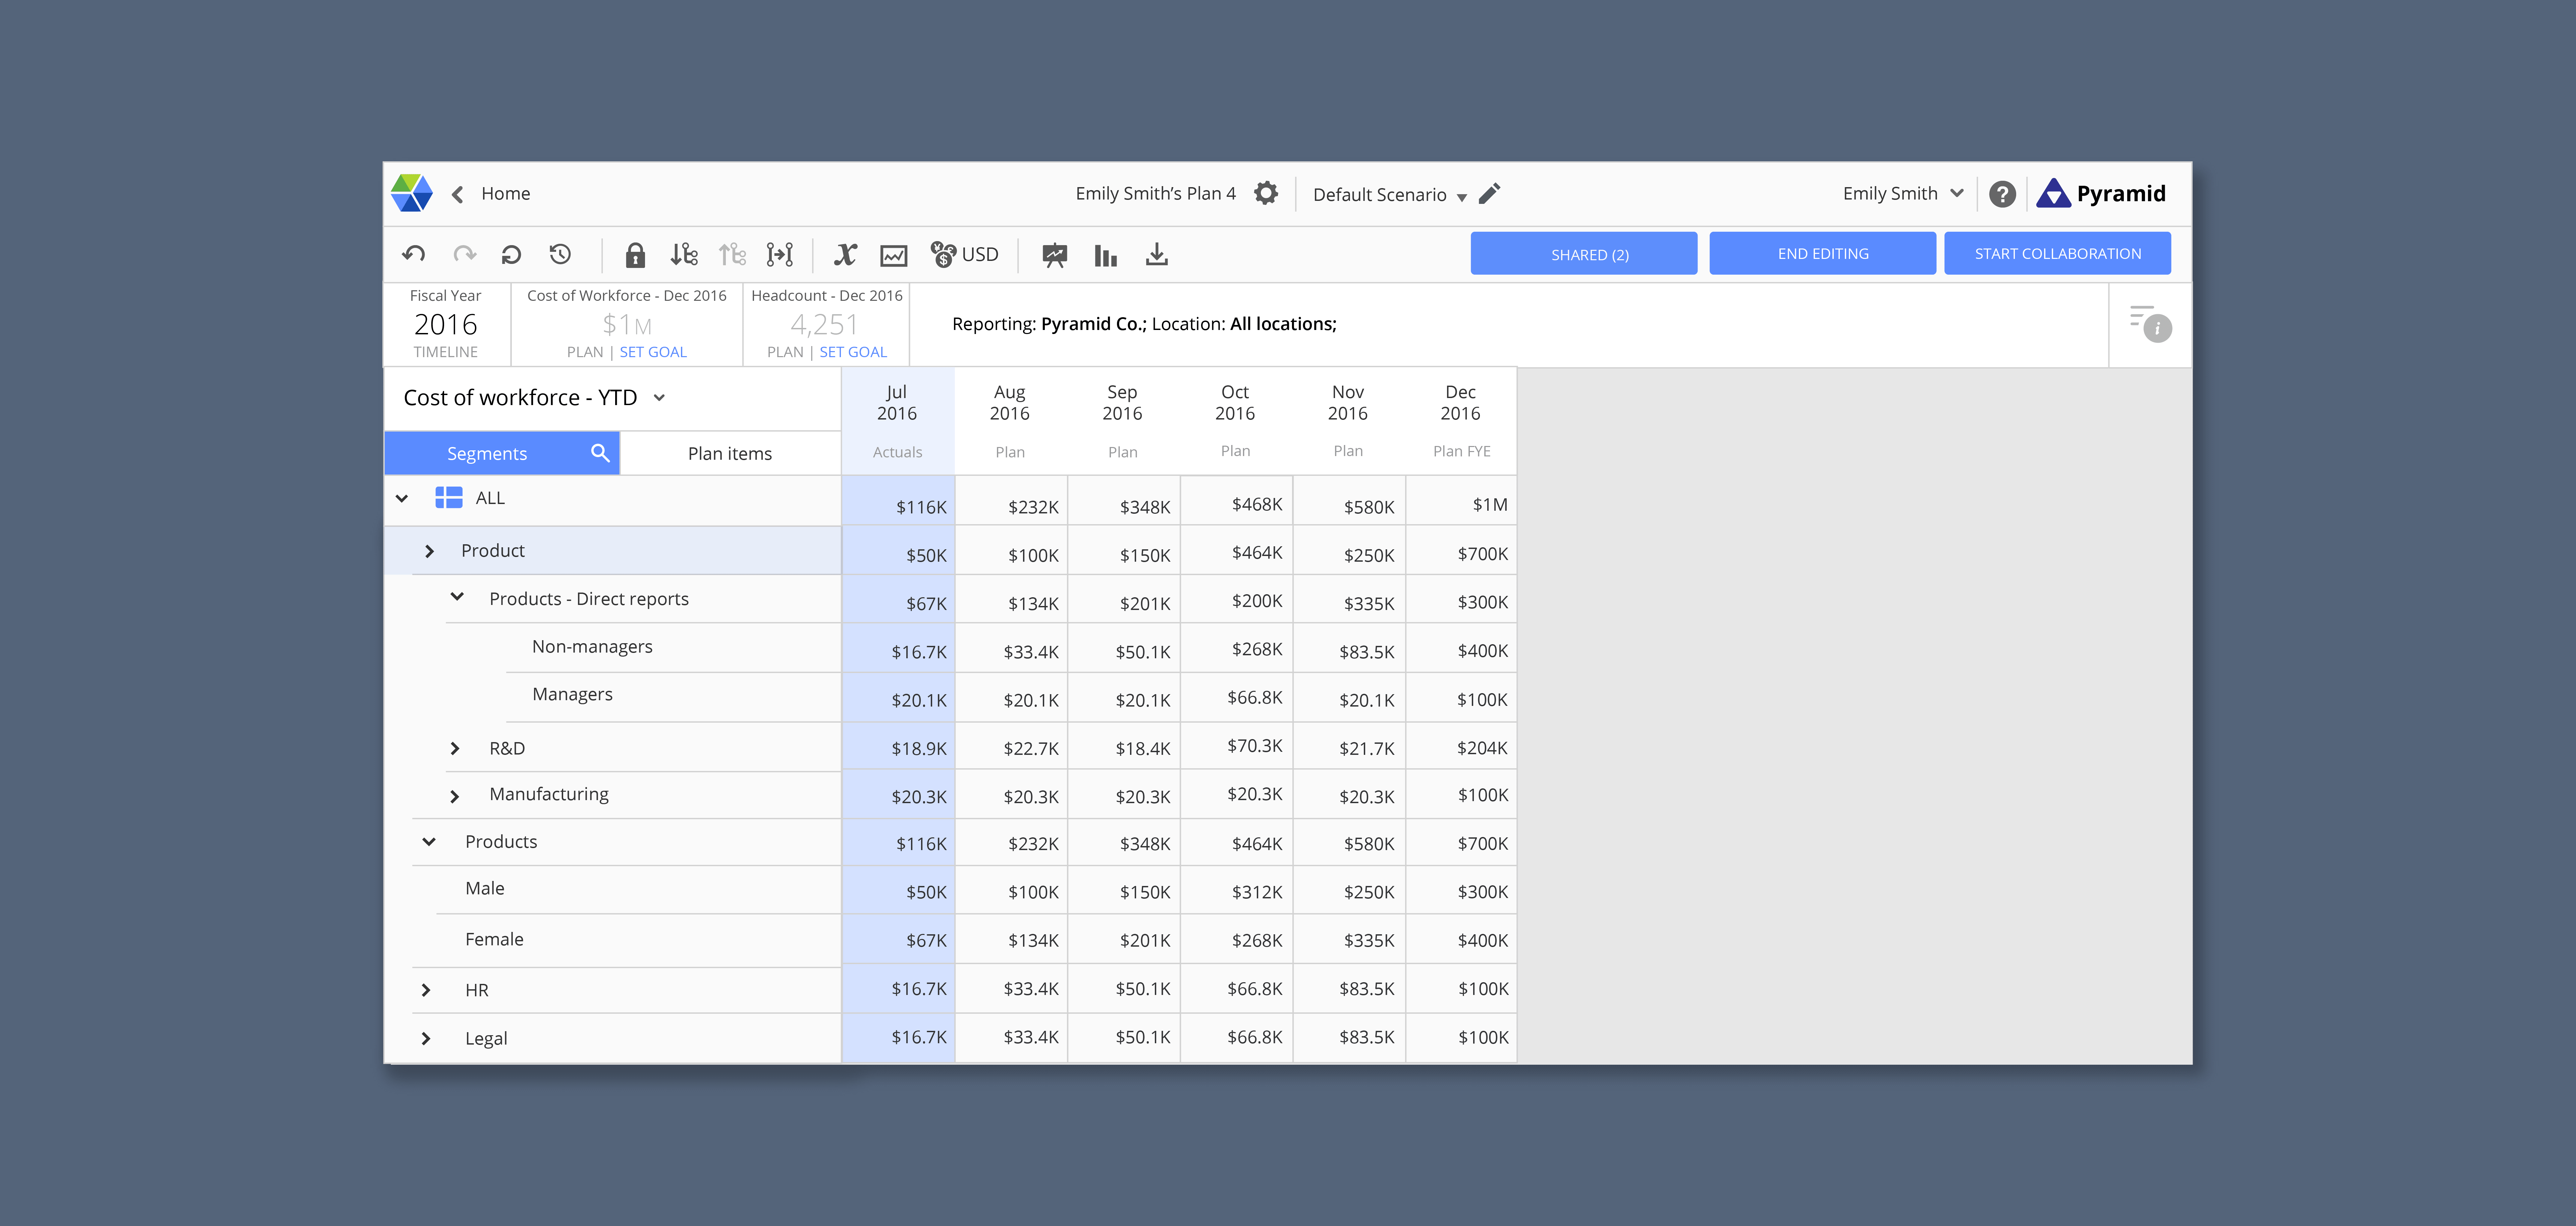 Home
Emily Smith’s Plan 4
Default Scenario
Emily Smith
?
Pyramid
USD
SHARED (2)
END EDITING
START COLLABORATION
Fiscal Year
2016
TIMELINE
Cost of Workforce - Dec 2016
$1M
PLAN | SET GOAL
Headcount - Dec 2016
4,251
PLAN | SET GOAL
Reporting: Pyramid Co.; Location: All locations;
i
Cost of workforce - YTD
Jul 2016 Actuals
Aug 2016 Plan
Sep 2016 Plan
Oct 2016 Plan
Nov 2016 Plan
Dec 2016 Plan FYE
Segments
Plan items
ALL $116K $232K $348K $468K $580K $1M
Product $50K $100K $150K $464K $250K $700K
Products - Direct reports $67K $134K $201K $200K $335K $300K
Non-managers $16.7K $33.4K $50.1K $268K $83.5K $400K
Managers $20.1K $20.1K $20.1K $66.8K $20.1K $100K
R&D $18.9K $22.7K $18.4K $70.3K $21.7K $204K
Manufacturing $20.3K $20.3K $20.3K $20.3K $20.3K $100K
Products $116K $232K $348K $464K $580K $700K
Male $50K $100K $150K $312K $250K $300K
Female $67K $134K $201K $268K $335K $400K
HR $16.7K $33.4K $50.1K $66.8K $83.5K $100K
Legal $16.7K $33.4K $50.1K $66.8K $83.5K $100K